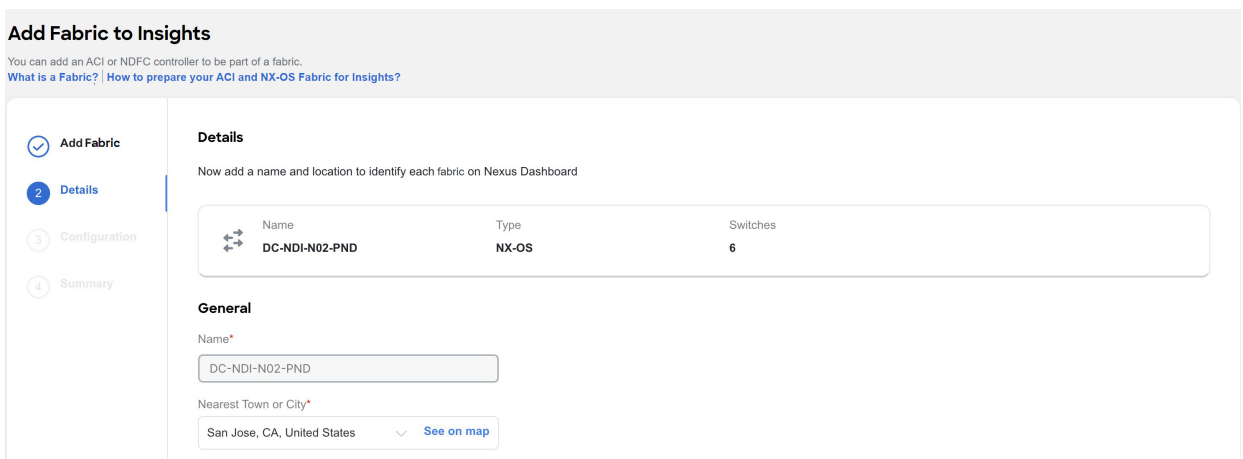 Add Fabric to Insights
You can add an ACI or NDFC controller to be part of a fabric.
What is a Fabric? How to prepare your ACI and NX-OS Fabric for Insights?
Add Fabric
2 Details
3 Configuration
4 Summary
Details
Now add a name and location to identify each fabric on Nexus Dashboard
Name Type Switches
DC-NDI-N02-PND NX-OS 6
General
Name*
DC-NDI-N02-PND
Nearest Town or City*
San Jose, CA, United States See on map